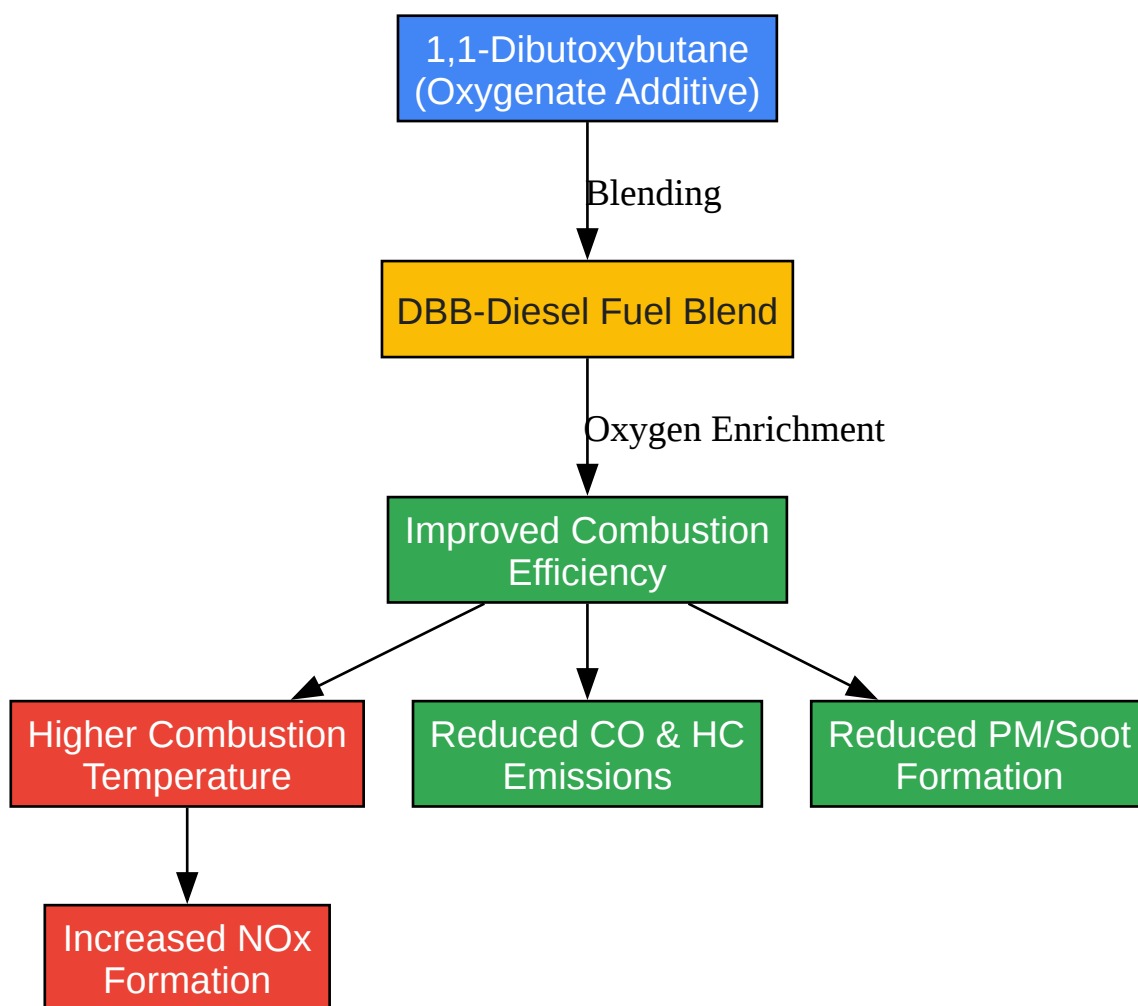 1,1-Dibutoxybutane
(Oxygenate Additive)
Blending
DBB-Diesel Fuel Blend
Oxygen Enrichment
Improved Combustion
Efficiency
Higher Combustion
Temperature
Reduced CO & HC
Emissions
Reduced PM/Soot
Formation
Increased NOx
Formation